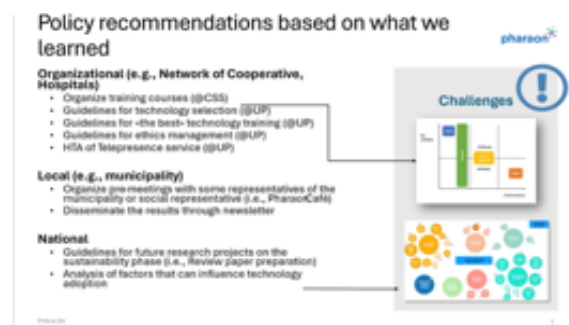 Policy recommendations based on what we
learned
pharaon
Organizational (e.g., Network of Cooperative,
Hospitals)
• Organize training courses (@CSS)
• Guidelines for technology selection (@UP)
• Guidelines for «the best» technology training (@UP)
• Guidelines for ethics management (@UP)
• HTA of Telepresence service (@UP)
Local (e.g., municipality)
• Organize pre-meetings with some representatives of the
municipality or social representative (i.e., PharaonCafé)
• Disseminate the results through newsletter
National
• Guidelines for future research projects on the
sustainability phase (i.e., Review paper preparation)
• Analysis of factors that can influence technology
adoption
Challenges
!